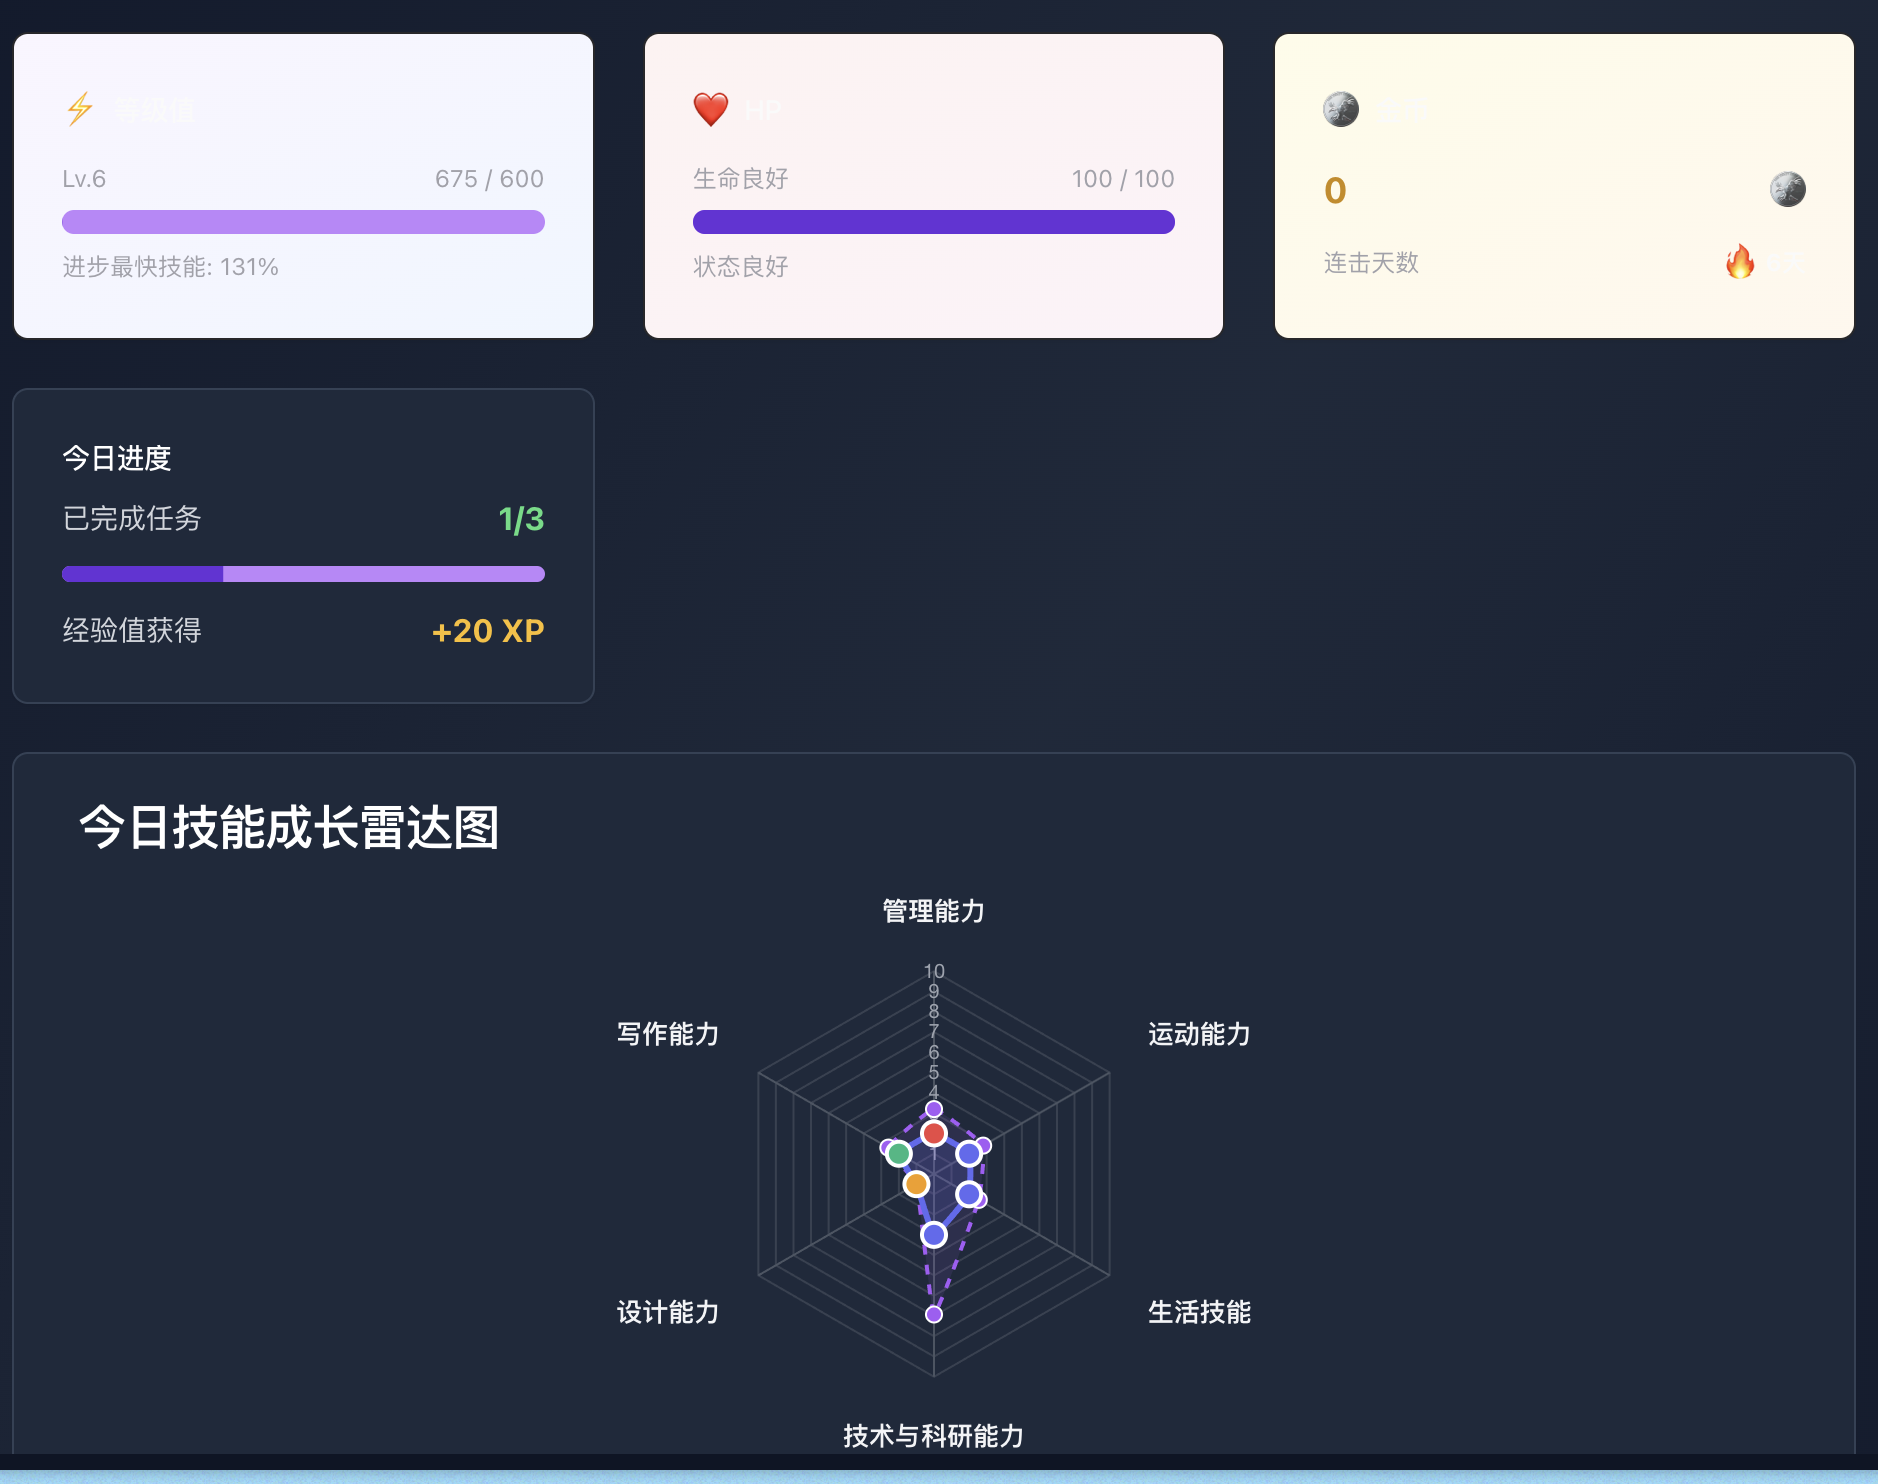 等级值
Lv.6
675 / 600
进步最快技能: 131%
HP
生命良好
100 / 100
状态良好
0
连击天数
今日进度
已完成任务
1/3
经验值获得
+20 XP
今日技能成长雷达图
管理能力
10
9
8
7
6
5
4
1
写作能力
运动能力
设计能力
生活技能
技术与科研能力